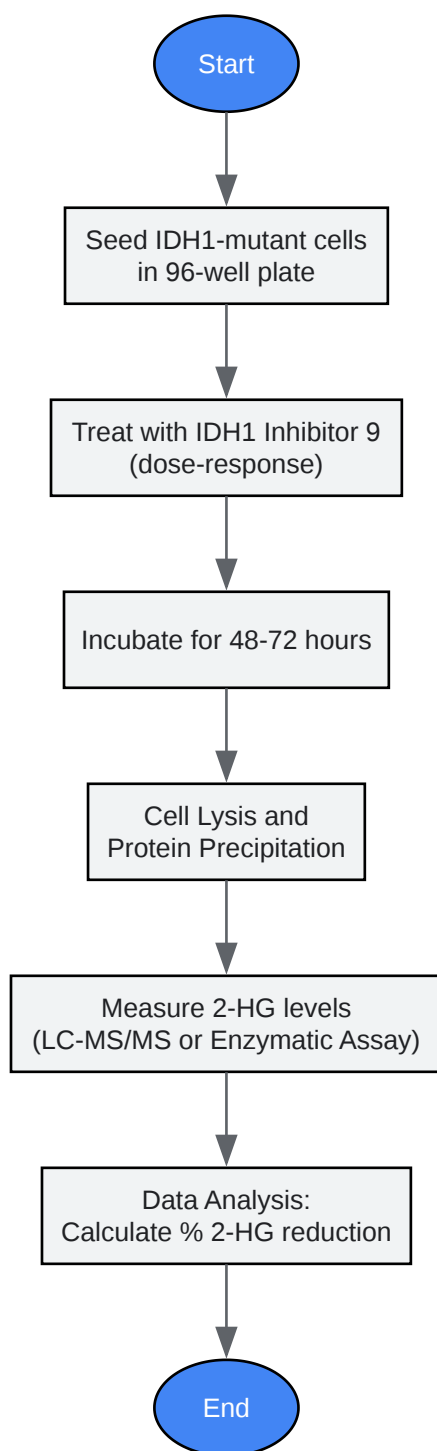 Start
Seed IDH1-mutant cells
in 96-well plate
Treat with IDH1 Inhibitor 9
(dose-response)
Incubate for 48-72 hours
Cell Lysis and
Protein Precipitation
Measure 2-HG levels
(LC-MS/MS or Enzymatic Assay)
Data Analysis:
Calculate % 2-HG reduction
End